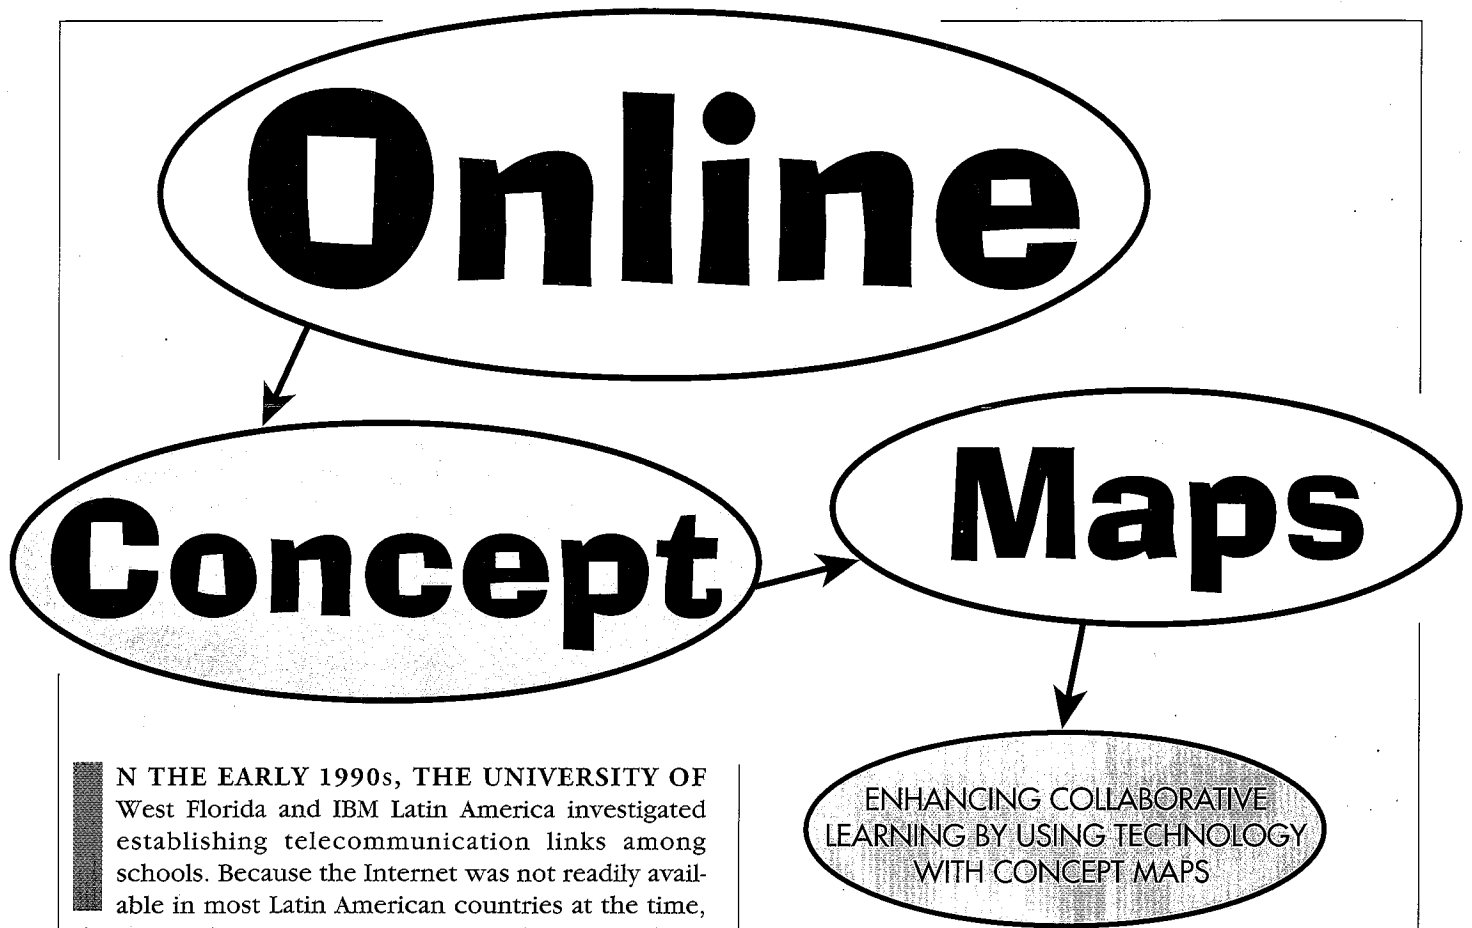 Online
Concept
Maps
ENHANCING COLLABORATIVE
LEARNING BY USING TECHNOLOGY
WITH CONCEPT MAPS
IN THE EARLY 1990s, THE UNIVERSITY OF
West Florida and IBM Latin America investigated
establishing telecommunication links among
schools. Because the Internet was not readily avail-
able in most Latin American countries at the time,